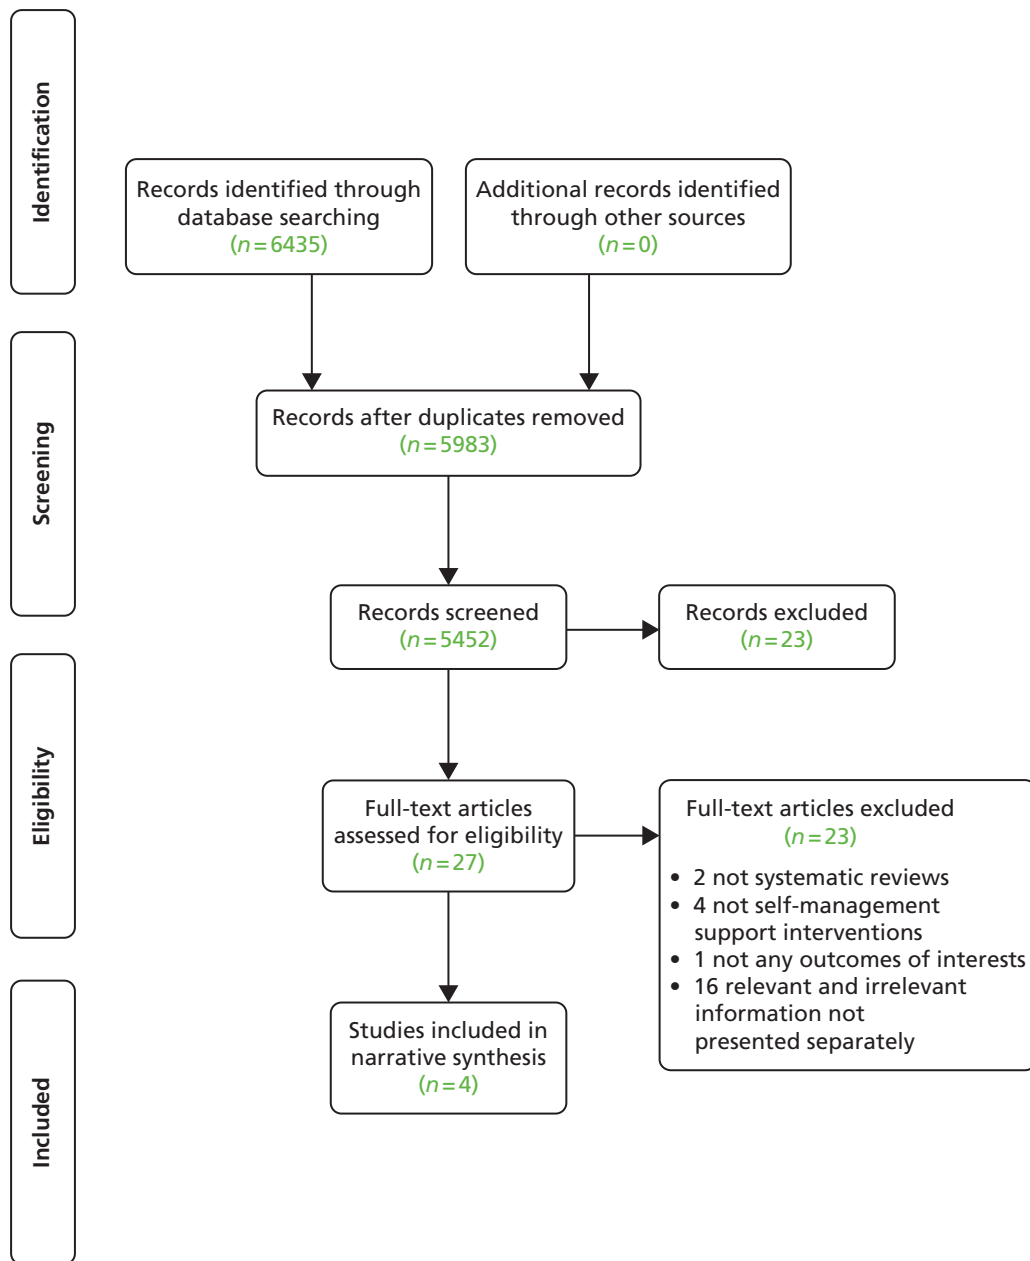 Identification
Records identified through
database searching
(n=6435)
Additional records identified
through other sources
(n=0)
Screening
Records after duplicates removed
(n=5983)
Records screened
(n=5452)
Records excluded
(n=23)
Eligibility
Full-text articles
assessed for eligibility
(n=27)
Full-text articles excluded
(n=23)
• 2 not systematic reviews
• 4 not self-management
support interventions
• 1 not any outcomes of interests
• 16 relevant and irrelevant
information not
presented separately
Included
Studies included in
narrative synthesis
(n=4)